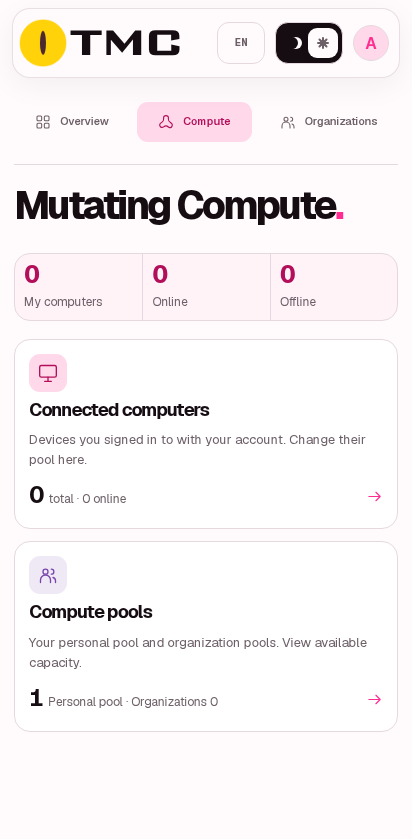 TMC
EN
A
Overview
Compute
Organizations
Mutating Compute.
0
My computers
0
Online
0
Offline
Connected computers
Devices you signed in to with your account. Change their
pool here.
0 total · 0 online
→
Compute pools
Your personal pool and organization pools. View available
capacity.
1 Personal pool · Organizations 0
→